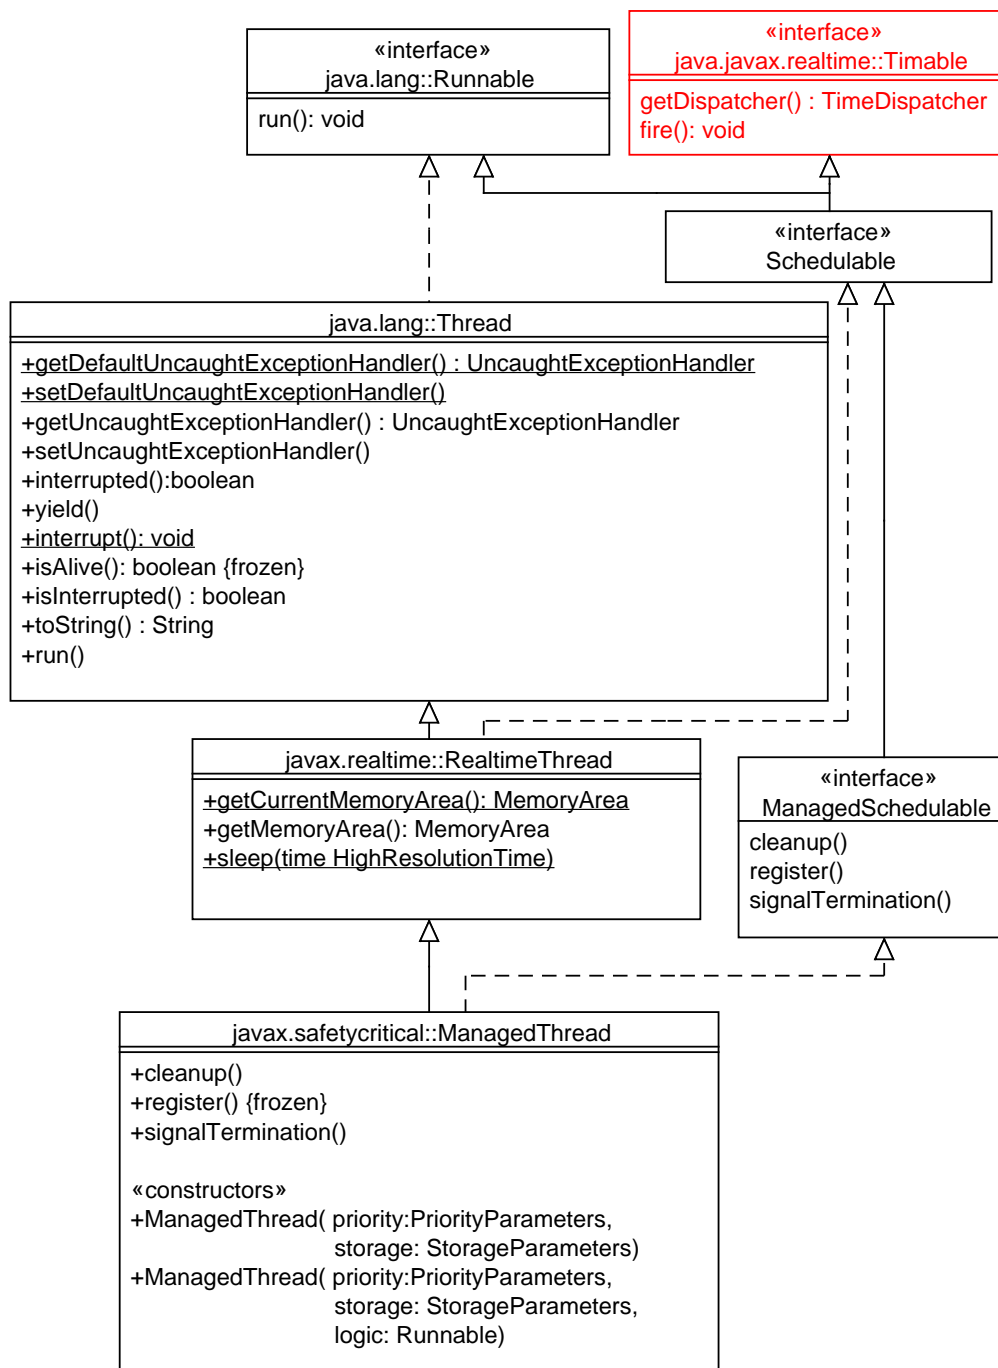 «interface»
java.lang::Runnable
run(): void
«interface»
java.javax.realtime::Timable
getDispatcher() : TimeDispatcher
fire(): void
«interface»
Schedulable
java.lang::Thread
+getDefaultUncaughtExceptionHandler() : UncaughtExceptionHandler
+setDefaultUncaughtExceptionHandler()
+getUncaughtExceptionHandler() : UncaughtExceptionHandler
+setUncaughtExceptionHandler()
+interrupted():boolean
+yield()
+interrupt(): void
+isAlive(): boolean {frozen}
+isInterrupted() : boolean
+toString() : String
+run()
javax.realtime::RealtimeThread
+getCurrentMemoryArea(): MemoryArea
+getMemoryArea(): MemoryArea
+sleep(time HighResolutionTime)
«interface»
ManagedSchedulable
cleanup()
register()
signalTermination()
javax.safetycritical::ManagedThread
+cleanup()
+register() {frozen}
+signalTermination()
«constructors»
+ManagedThread( priority:PriorityParameters,
storage: StorageParameters)
+ManagedThread( priority:PriorityParameters,
storage: StorageParameters,
logic: Runnable)